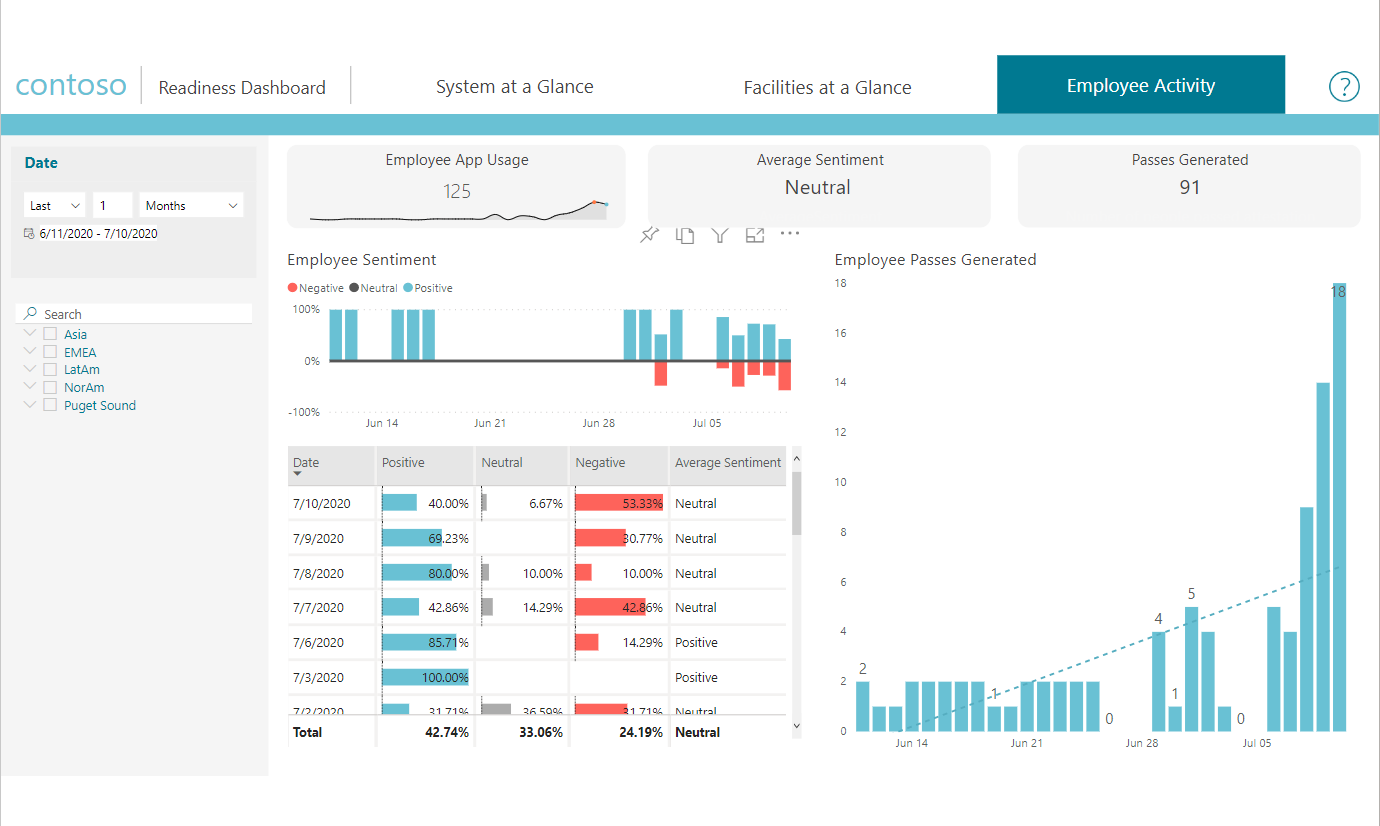 contoso
Readiness Dashboard
System at a Glance
Facilities at a Glance
Employee Activity
?
Date
Last 1 Months
6/11/2020 - 7/10/2020
Search
Asia
EMEA
LatAm
NorAm
Puget Sound
Employee App Usage
125
Average Sentiment
Neutral
Passes Generated
91
Employee Sentiment
Negative Neutral Positive
100%
0%
-100%
Jun 14 Jun 21 Jun 28 Jul 05
Date Positive Neutral Negative Average Sentiment
7/10/2020 40.00% 6.67% 53.33% Neutral
7/9/2020 69.23% 30.77% Neutral
7/8/2020 80.00% 10.00% 10.00% Neutral
7/7/2020 42.86% 14.29% 42.86% Neutral
7/6/2020 85.71% 14.29% Positive
7/3/2020 100.00% Positive
7/2/2020 31.71% 36.59% 31.71% Neutral
Total 42.74% 33.06% 24.19% Neutral
Employee Passes Generated
18
16
14
12
10
8
6
4
2
0
2
1
0
4
1
5
0
18
Jun 14 Jun 21 Jun 28 Jul 05